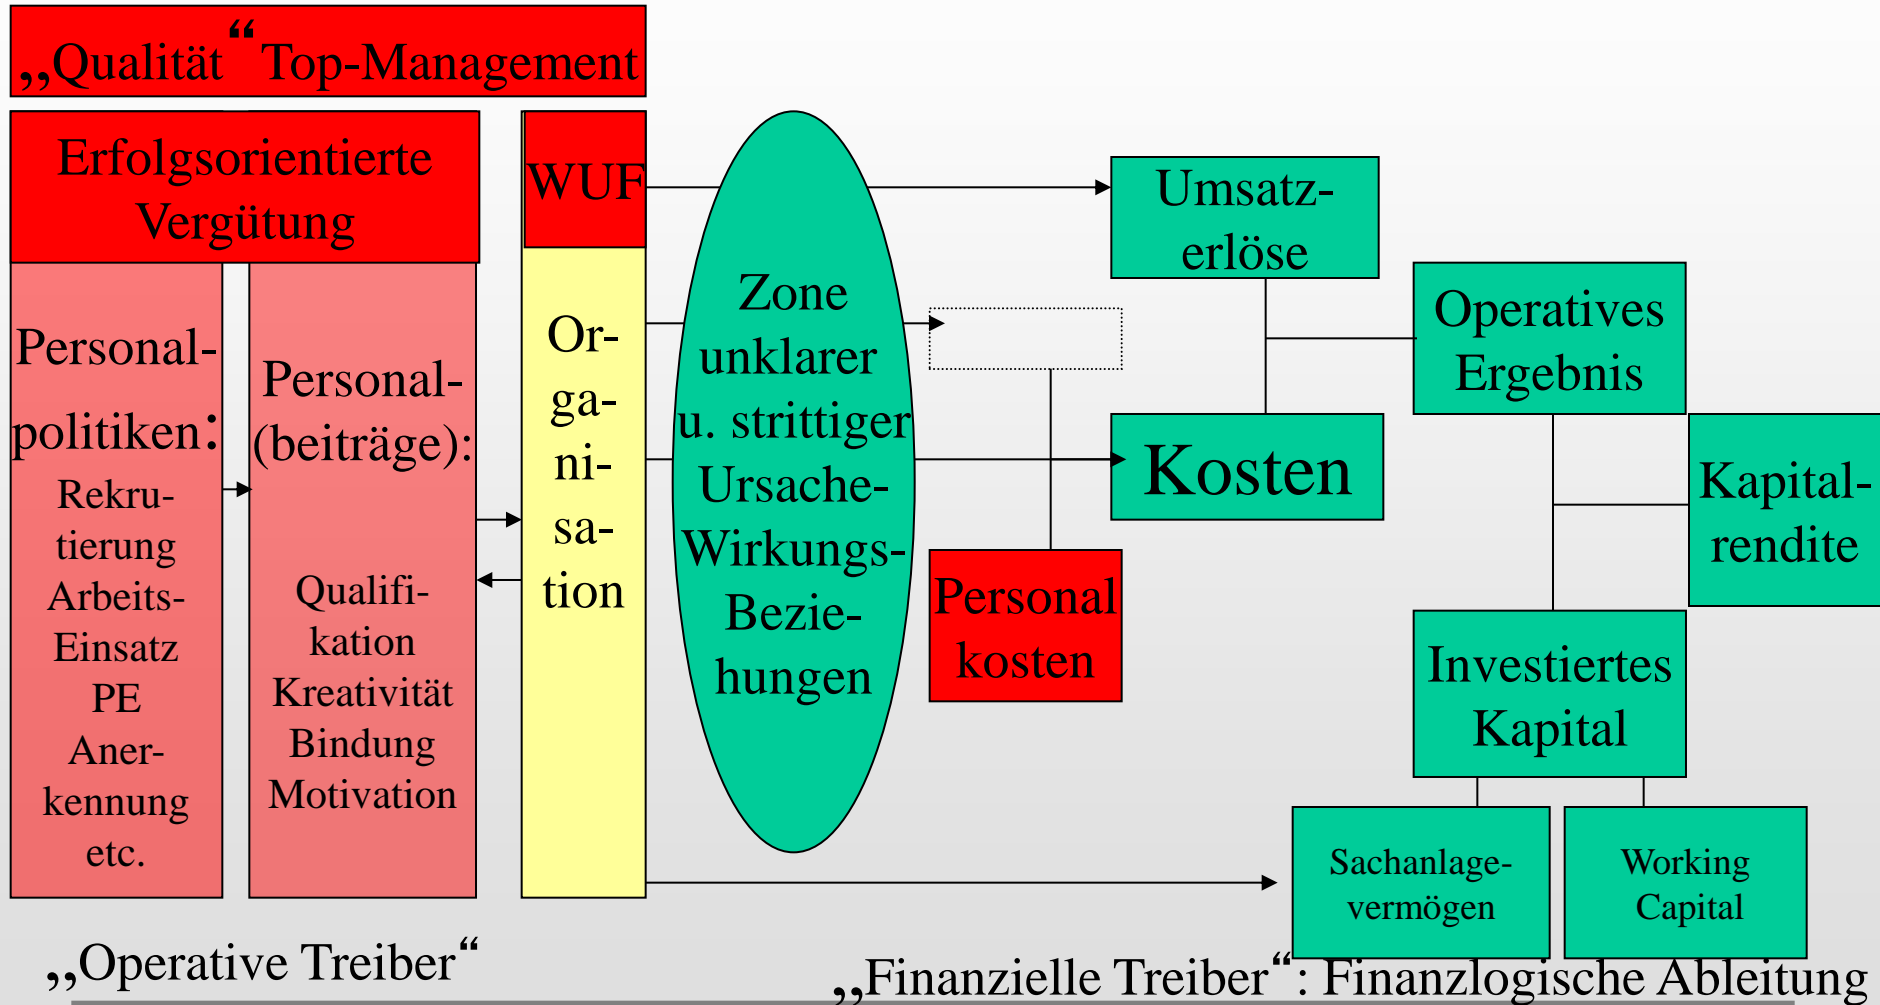 „Qualität“ Top-Management
Erfolgsorientierte
Vergütung
Personal-
politiken:
Rekru-
tierung
Arbeits-
Einsatz
PE
Aner-
kennung
etc.
Personal-
(beiträge):
Qualifi-
kation
Kreativität
Bindung
Motivation
WUF
Or-
ga-
ni-
sa-
tion
Zone
unklarer
u. strittiger
Ursache-
Wirkungs-
Bezie-
hungen
Personal
kosten
Umsatz-
erlöse
Kosten
Operatives
Ergebnis
Kapital-
rendite
Investiertes
Kapital
Sachanlage-
vermögen
Working
Capital
„Operative Treiber“
„Finanzielle Treiber“: Finanzlogische Ableitung